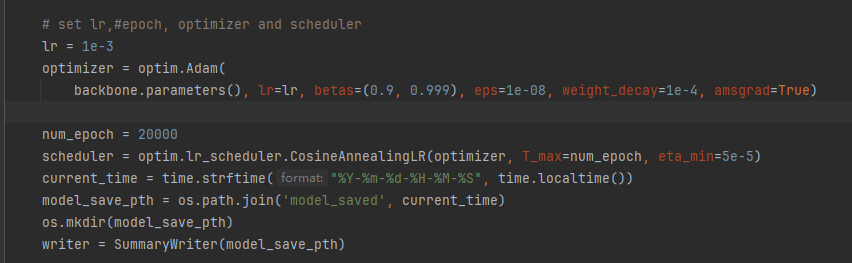 # set lr,#epoch, optimizer and scheduler
lr = 1e-3
optimizer = optim.Adam(
backbone.parameters(), lr=lr, betas=(0.9, 0.999), eps=1e-08, weight_decay=1e-4, amsgrad=True)
num_epoch = 20000
scheduler = optim.lr_scheduler.CosineAnnealingLR(optimizer, T_max=num_epoch, eta_min=5e-5)
current_time = time.strftime( format: "%Y-%m-%d-%H-%M-%S", time.localtime())
model_save_pth = os.path.join('model_saved', current_time)
os.mkdir(model_save_pth)
writer = SummaryWriter(model_save_pth)